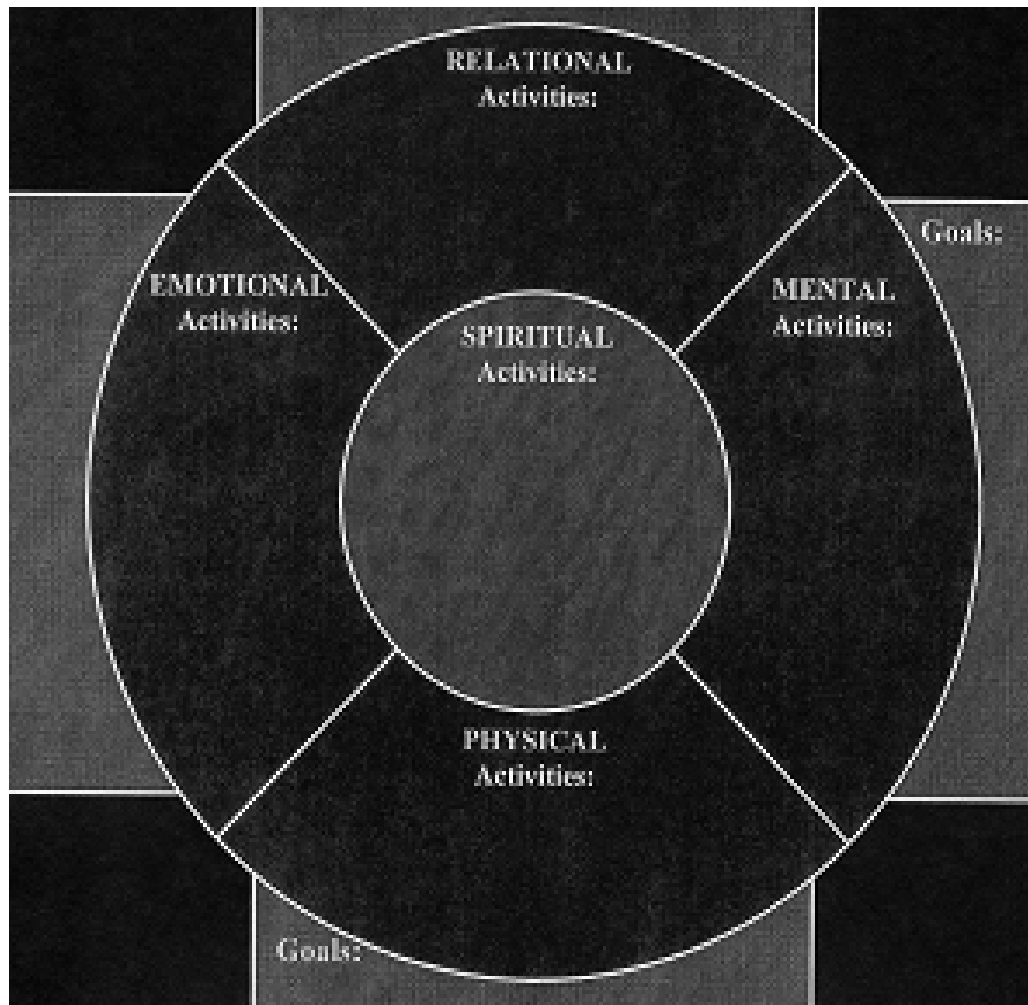 RELATIONAL
Activities:
Goals:
EMOTIONAL
Activities:
MENTAL
Activities:
SPIRITUAL
Activities:
PHYSICAL
Activities:
Goals: